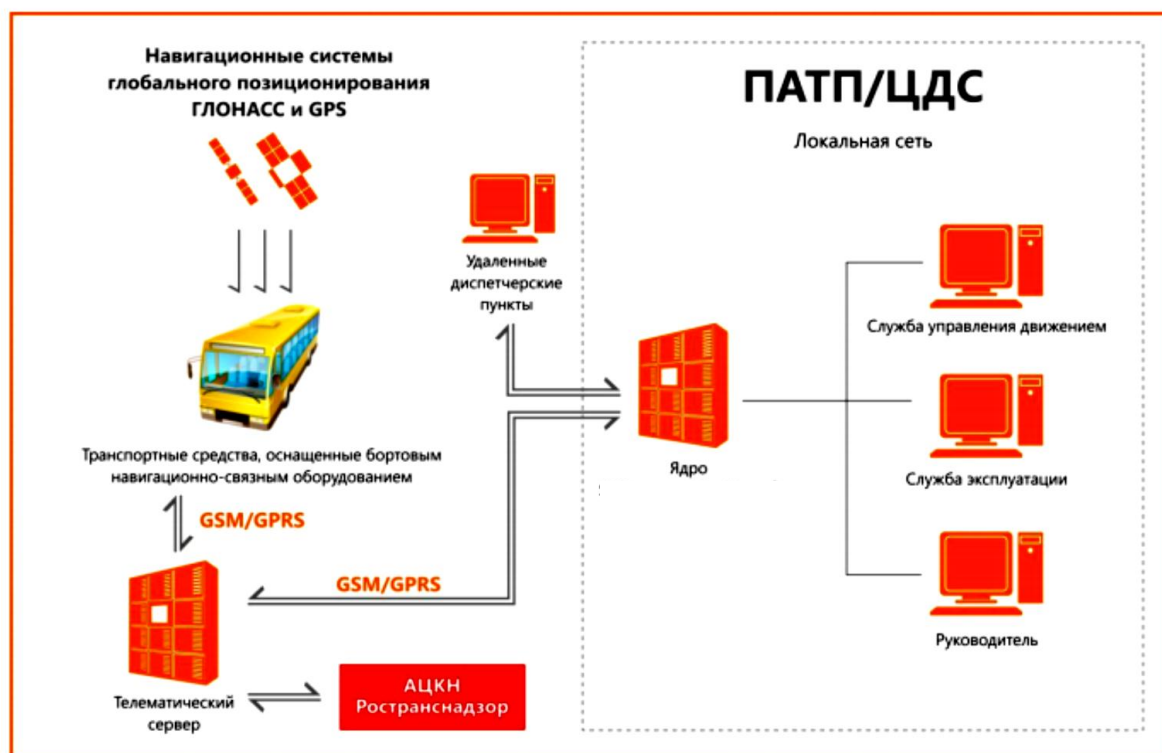 Навигационные системы
глобального позиционирования
ГЛОНАСС и GPS
ПАТП/ЦДС
Локальная сеть
Удаленные
диспетчерские
пункты
Служба управления движением
Транспортные средства, оснащенные бортовым
навигационно-связным оборудованием
Ядро
Служба эксплуатации
GSM/GPRS
GSM/GPRS
Руководитель
Телематический
сервер
АЦКН
Ространснадзор